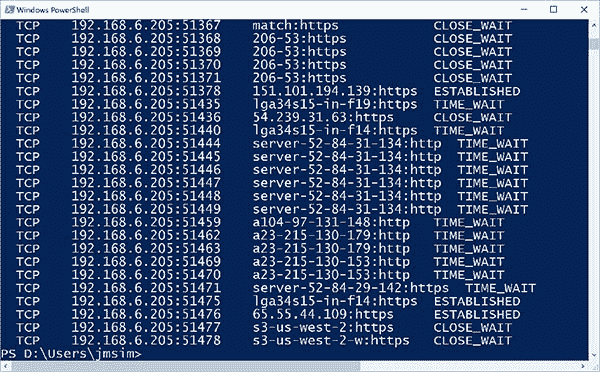 Windows PowerShell
TCP 192.168.6.205:51367 match:https CLOSE_WAIT
TCP 192.168.6.205:51368 206-53:https CLOSE_WAIT
TCP 192.168.6.205:51369 206-53:https CLOSE_WAIT
TCP 192.168.6.205:51370 206-53:https CLOSE_WAIT
TCP 192.168.6.205:51371 206-53:https CLOSE_WAIT
TCP 192.168.6.205:51378 151.101.194.139:https ESTABLISHED
TCP 192.168.6.205:51435 lga34s15-in-f19:https TIME_WAIT
TCP 192.168.6.205:51436 54.239.31.63:https CLOSE_WAIT
TCP 192.168.6.205:51440 lga34s15-in-f14:https TIME_WAIT
TCP 192.168.6.205:51444 server-52-84-31-134:http TIME_WAIT
TCP 192.168.6.205:51445 server-52-84-31-134:http TIME_WAIT
TCP 192.168.6.205:51446 server-52-84-31-134:http TIME_WAIT
TCP 192.168.6.205:51447 server-52-84-31-134:http TIME_WAIT
TCP 192.168.6.205:51448 server-52-84-31-134:http TIME_WAIT
TCP 192.168.6.205:51449 server-52-84-31-134:http TIME_WAIT
TCP 192.168.6.205:51459 a104-97-131-148:http TIME_WAIT
TCP 192.168.6.205:51462 a23-215-130-179:http TIME_WAIT
TCP 192.168.6.205:51463 a23-215-130-179:http TIME_WAIT
TCP 192.168.6.205:51469 a23-215-130-153:http TIME_WAIT
TCP 192.168.6.205:51470 a23-215-130-153:http TIME_WAIT
TCP 192.168.6.205:51471 server-52-84-29-142:https TIME_WAIT
TCP 192.168.6.205:51475 lga34s15-in-f14:https ESTABLISHED
TCP 192.168.6.205:51476 65.55.44.109:https ESTABLISHED
TCP 192.168.6.205:51477 s3-us-west-2:https CLOSE_WAIT
TCP 192.168.6.205:51478 s3-us-west-2-w:https CLOSE_WAIT
PS D:\Users\jmsim>